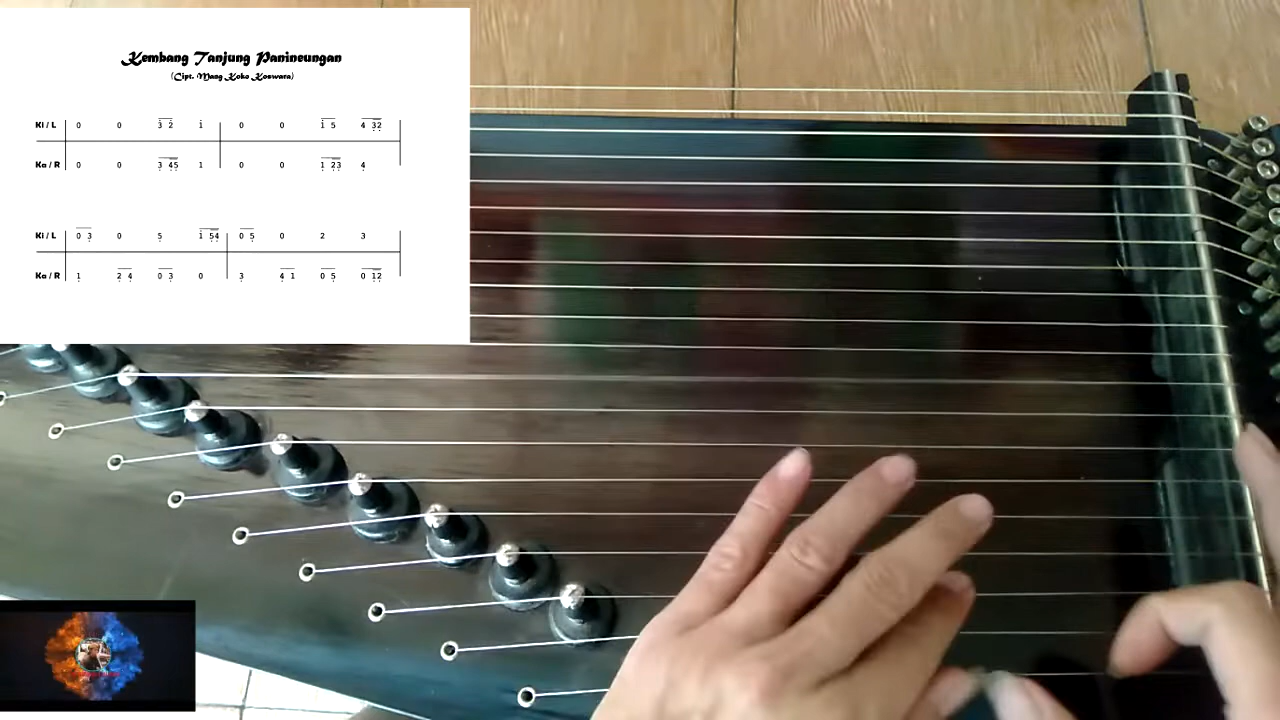 Kembang Tanjung Panineungan
(Cipt. Mang Koko Koswara)
Ki / L 0 0 3 2 1 0 0 1 5 4 32
Ka / R 0 0 3 45 1 0 0 1 23 4
Ki / L 0 3 0 5 1 54 0 5 0 2 3
Ka / R 1 2 4 0 3 0 3 4 1 0 5 0 12